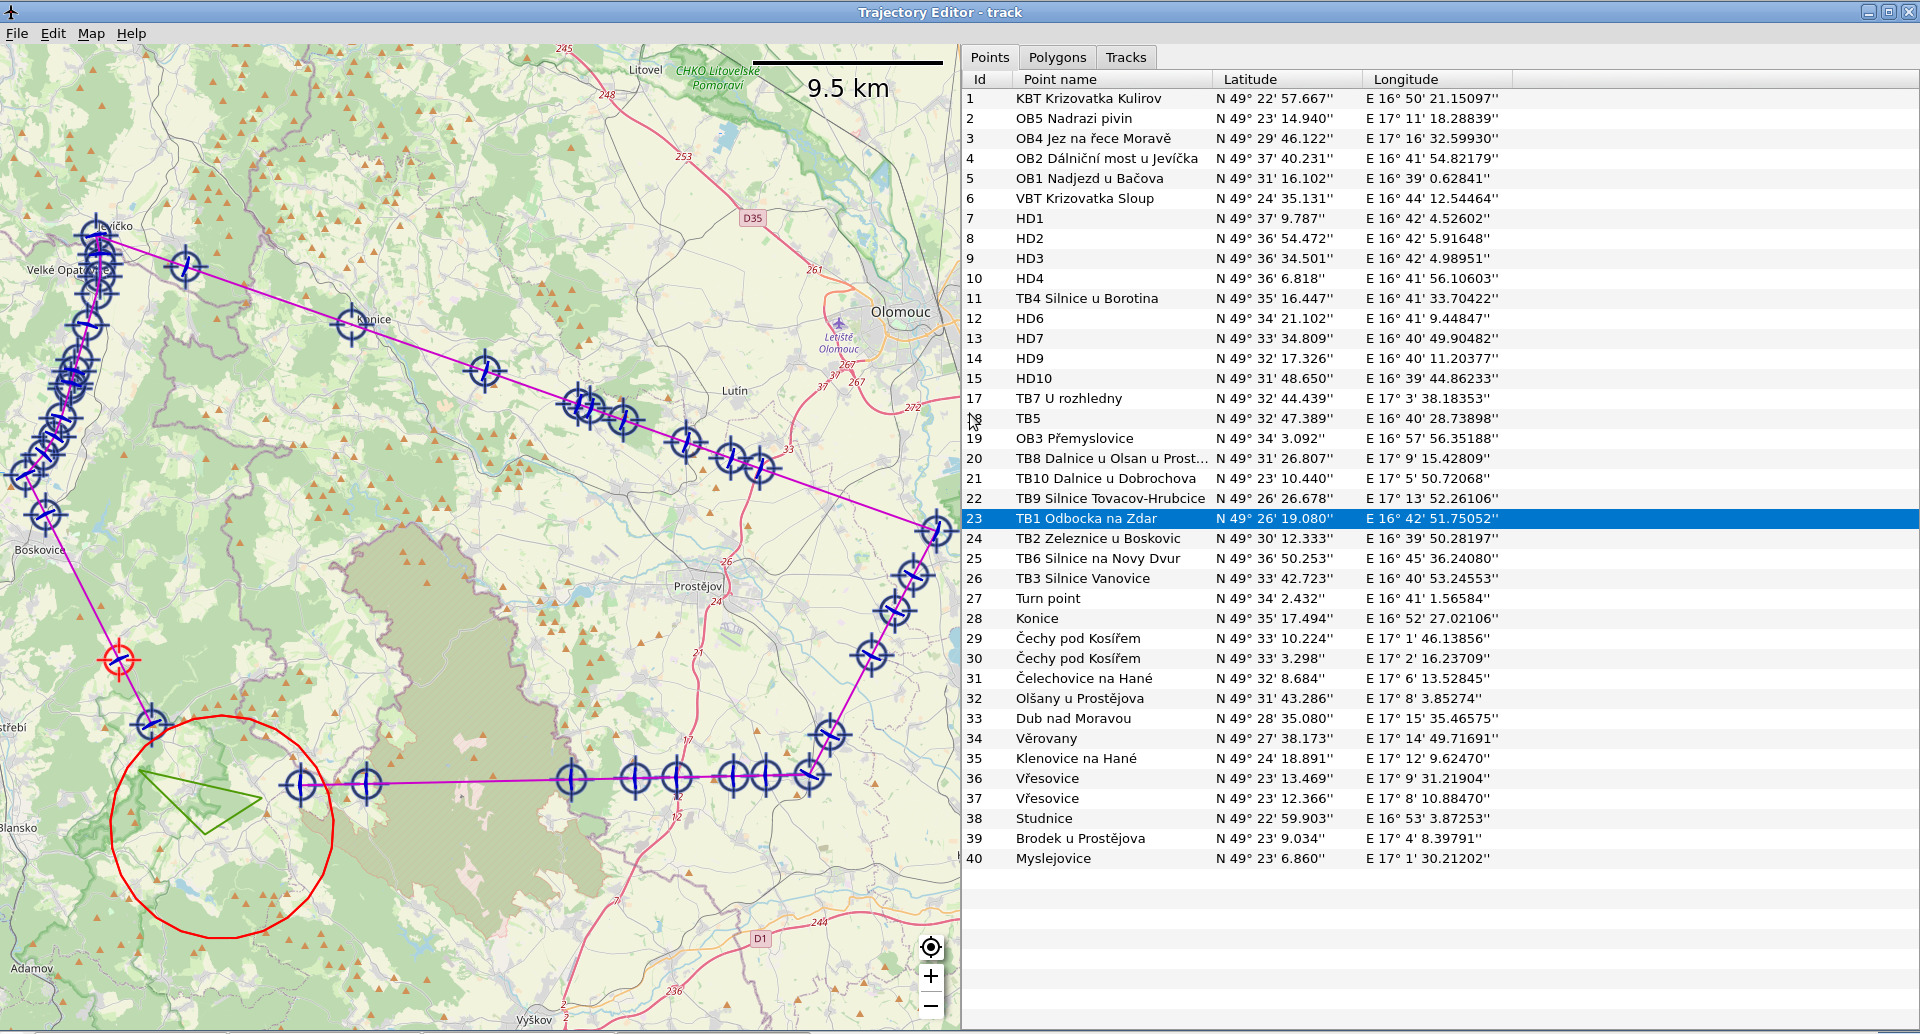 Trajectory Editor - track
File Edit Map Help
Points Polygons Tracks
Id Point name Latitude Longitude
1 KBT Krizovatka Kulirov N 49° 22' 57.667'' E 16° 50' 21.15097''
2 OB5 Nadrazi pivin N 49° 23' 14.940'' E 17° 11' 18.28839''
3 OB4 Jez na řece Moravě N 49° 29' 46.122'' E 17° 16' 32.59930''
4 OB2 Dálniční most u Jevíčka N 49° 37' 40.231'' E 16° 41' 54.82179''
5 OB1 Nadjezd u Bačova N 49° 31' 16.102'' E 16° 39' 0.62841''
6 VBT Krizovatka Sloup N 49° 24' 35.131'' E 16° 44' 12.54464''
7 HD1 N 49° 37' 9.787'' E 16° 42' 4.52602''
8 HD2 N 49° 36' 54.472'' E 16° 42' 5.91648''
9 HD3 N 49° 36' 34.501'' E 16° 42' 4.98951''
10 HD4 N 49° 36' 6.818'' E 16° 41' 56.10603''
11 TB4 Silnice u Borotina N 49° 35' 16.447'' E 16° 41' 33.70422''
12 HD6 N 49° 34' 21.102'' E 16° 41' 9.44847''
13 HD7 N 49° 33' 34.809'' E 16° 40' 49.90482''
14 HD9 N 49° 32' 17.326'' E 16° 40' 11.20377''
15 HD10 N 49° 31' 48.650'' E 16° 39' 44.86233''
17 TB7 U rozhledny N 49° 32' 44.439'' E 17° 3' 38.18353''
18 TB5 N 49° 32' 47.389'' E 16° 40' 28.73898''
19 OB3 Přemyslovice N 49° 34' 3.092'' E 16° 57' 56.35188''
20 TB8 Dalnice u Olsan u Prost... N 49° 31' 26.807'' E 17° 9' 15.42809''
21 TB10 Dalnice u Dobrochova N 49° 23' 10.440'' E 17° 5' 50.72068''
22 TB9 Silnice Tovacov-Hrubcice N 49° 26' 26.678'' E 17° 13' 52.26106''
23 TB1 Odbocka na Zdar N 49° 26' 19.080'' E 16° 42' 51.75052''
24 TB2 Zeleznice u Boskovic N 49° 30' 12.333'' E 16° 39' 50.28197''
25 TB6 Silnice na Novy Dvur N 49° 36' 50.253'' E 16° 45' 36.24080''
26 TB3 Silnice Vanovice N 49° 33' 42.723'' E 16° 40' 53.24553''
27 Turn point N 49° 34' 2.432'' E 16° 41' 1.56584''
28 Konice N 49° 35' 17.494'' E 16° 52' 27.02106''
29 Čechy pod Kosířem N 49° 33' 10.224'' E 17° 1' 46.13856''
30 Čechy pod Kosířem N 49° 33' 3.298'' E 17° 2' 16.23709''
31 Čelechovice na Hané N 49° 32' 8.684'' E 17° 6' 13.52845''
32 Olšany u Prostějova N 49° 31' 43.286'' E 17° 8' 3.85274''
33 Dub nad Moravou N 49° 28' 35.080'' E 17° 15' 35.46575''
34 Věrovany N 49° 27' 38.173'' E 17° 14' 49.71691''
35 Klenovice na Hané N 49° 24' 18.891'' E 17° 12' 9.62470''
36 Vřesovice N 49° 23' 13.469'' E 17° 9' 31.21904''
37 Vřesovice N 49° 23' 12.366'' E 17° 8' 10.88470''
38 Studnice N 49° 22' 59.903'' E 16° 53' 3.87253''
39 Brodek u Prostějova N 49° 23' 9.034'' E 17° 4' 8.39791''
40 Myslejovice N 49° 23' 6.860'' E 17° 1' 30.21202''
245
Litovel
CHKO Litovelské
Pomoraví
9.5 km
248
253
D35
Jevíčko
261
Konice
Olomouc
Letiště
Olomouc
267
37 267
37
Lutín
272
33
Boskovice
26
Prostějov
24
21
17
12
Blansko
7
244
D1
Adamov
236
2
2
Vyškov
+
−